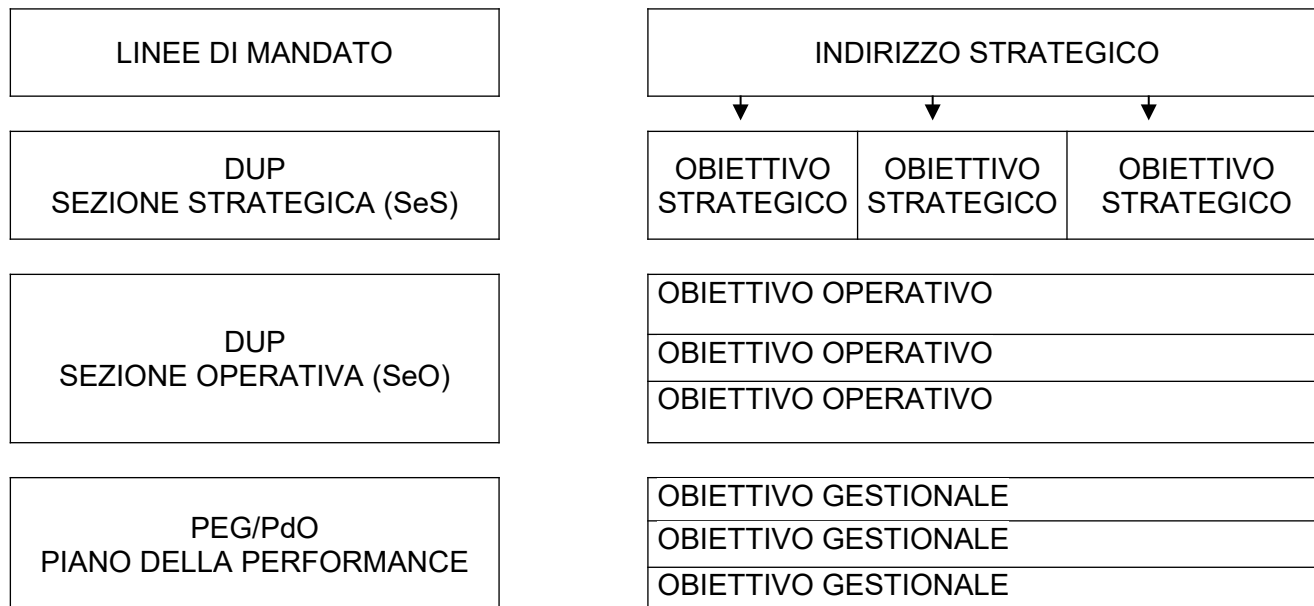 LINEE DI MANDATO
INDIRIZZO STRATEGICO
DUP
SEZIONE STRATEGICA (SeS)
OBIETTIVO
STRATEGICO
OBIETTIVO
STRATEGICO
OBIETTIVO
STRATEGICO
DUP
SEZIONE OPERATIVA (SeO)
OBIETTIVO OPERATIVO
OBIETTIVO OPERATIVO
OBIETTIVO OPERATIVO
PEG/PdO
PIANO DELLA PERFORMANCE
OBIETTIVO GESTIONALE
OBIETTIVO GESTIONALE
OBIETTIVO GESTIONALE